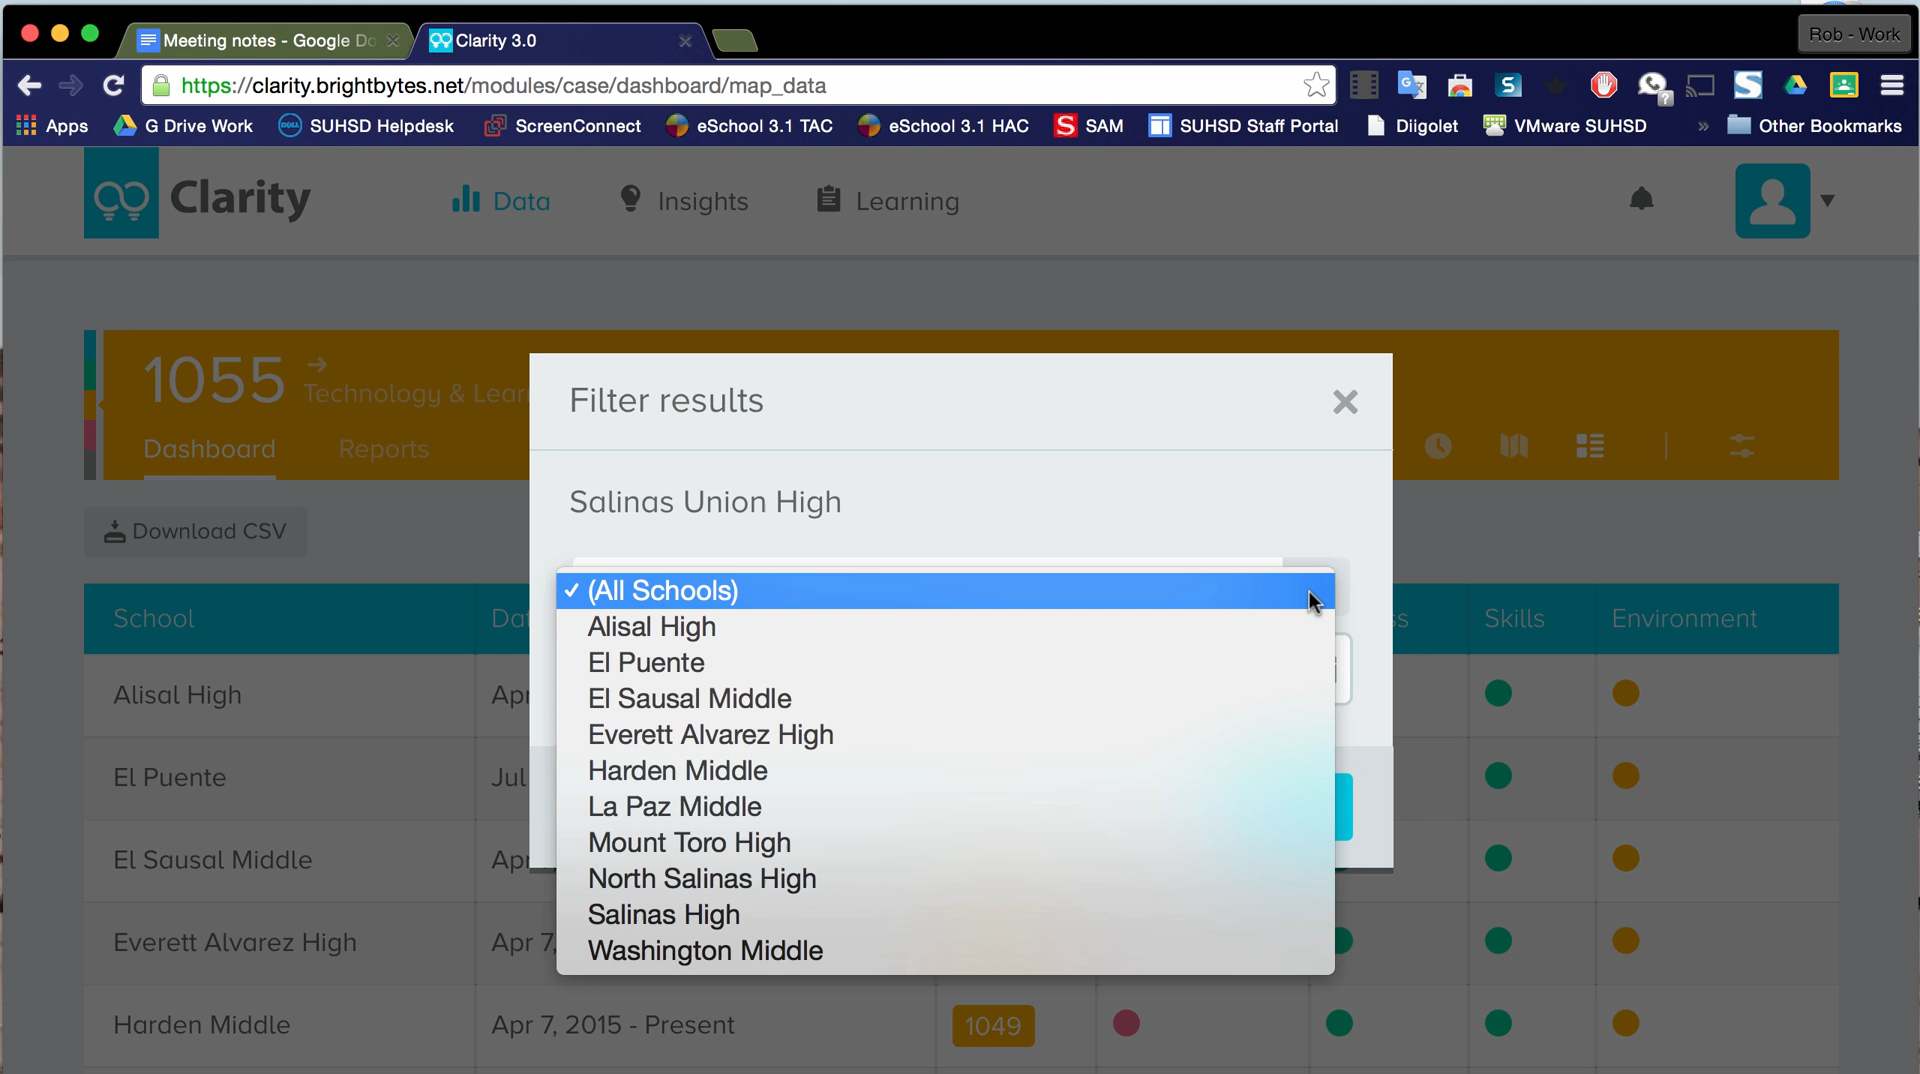 Meeting notes - Google Do
Clarity 3.0
Rob - Work
https://clarity.brightbytes.net/modules/case/dashboard/map_data
Apps
G Drive Work
SUHSD Helpdesk
ScreenConnect
eSchool 3.1 TAC
eSchool 3.1 HAC
SAM
SUHSD Staff Portal
Diigolet
VMware SUHSD
»
Other Bookmarks
Clarity
Data
Insights
Learning
1055
Technology & Lear
Dashboard
Reports
Filter results
Salinas Union High
Download CSV
(All Schools)
Alisal High
El Puente
El Sausal Middle
Everett Alvarez High
Harden Middle
La Paz Middle
Mount Toro High
North Salinas High
Salinas High
Washington Middle
School
Skills
Environment
Alisal High
Apr
El Puente
Jul
El Sausal Middle
Apr
Everett Alvarez High
Apr 7,
Harden Middle
Apr 7, 2015 - Present
1049